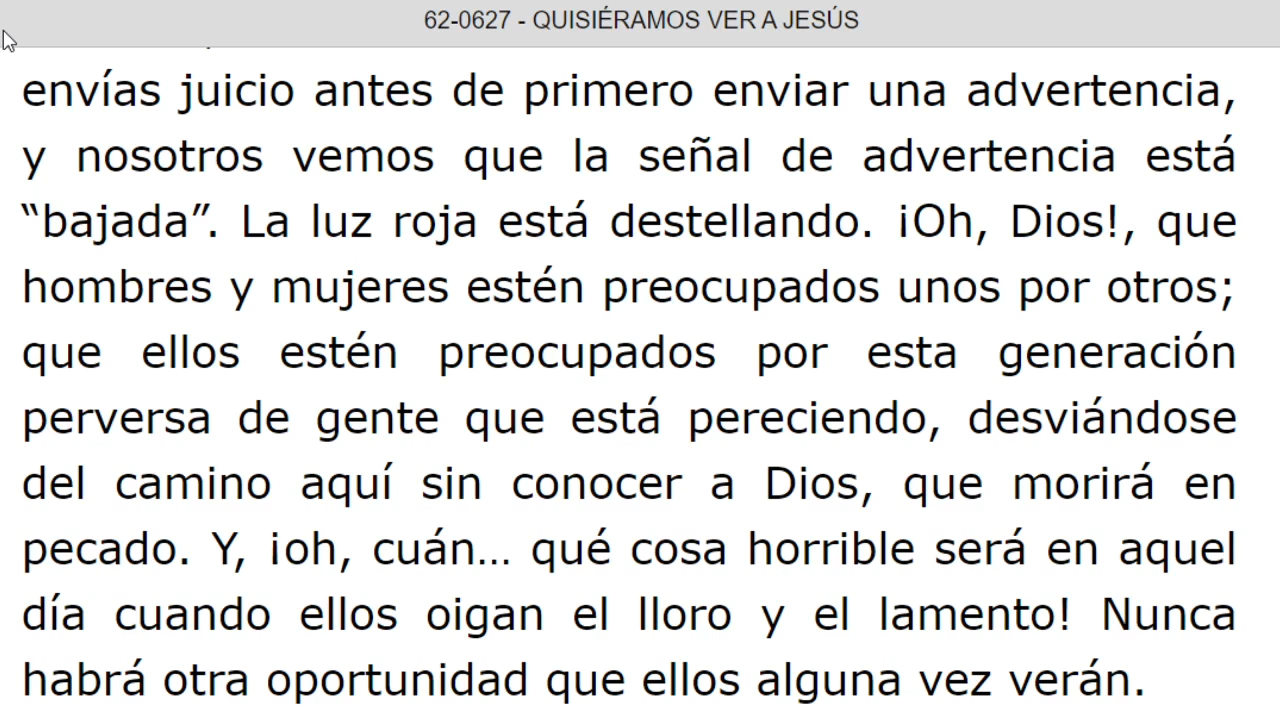 62-0627 - QUISIÉRAMOS VER A JESÚS
envías juicio antes de primero enviar una advertencia,
y nosotros vemos que la señal de advertencia está
“bajada”. La luz roja está destellando. ¡Oh, Dios!, que
hombres y mujeres estén preocupados unos por otros;
que ellos estén preocupados por esta generación
perversa de gente que está pereciendo, desviándose
del camino aquí sin conocer a Dios, que morirá en
pecado. Y, ¡oh, cuán… qué cosa horrible será en aquel
día cuando ellos oigan el lloro y el lamento! Nunca
habrá otra oportunidad que ellos alguna vez verán.